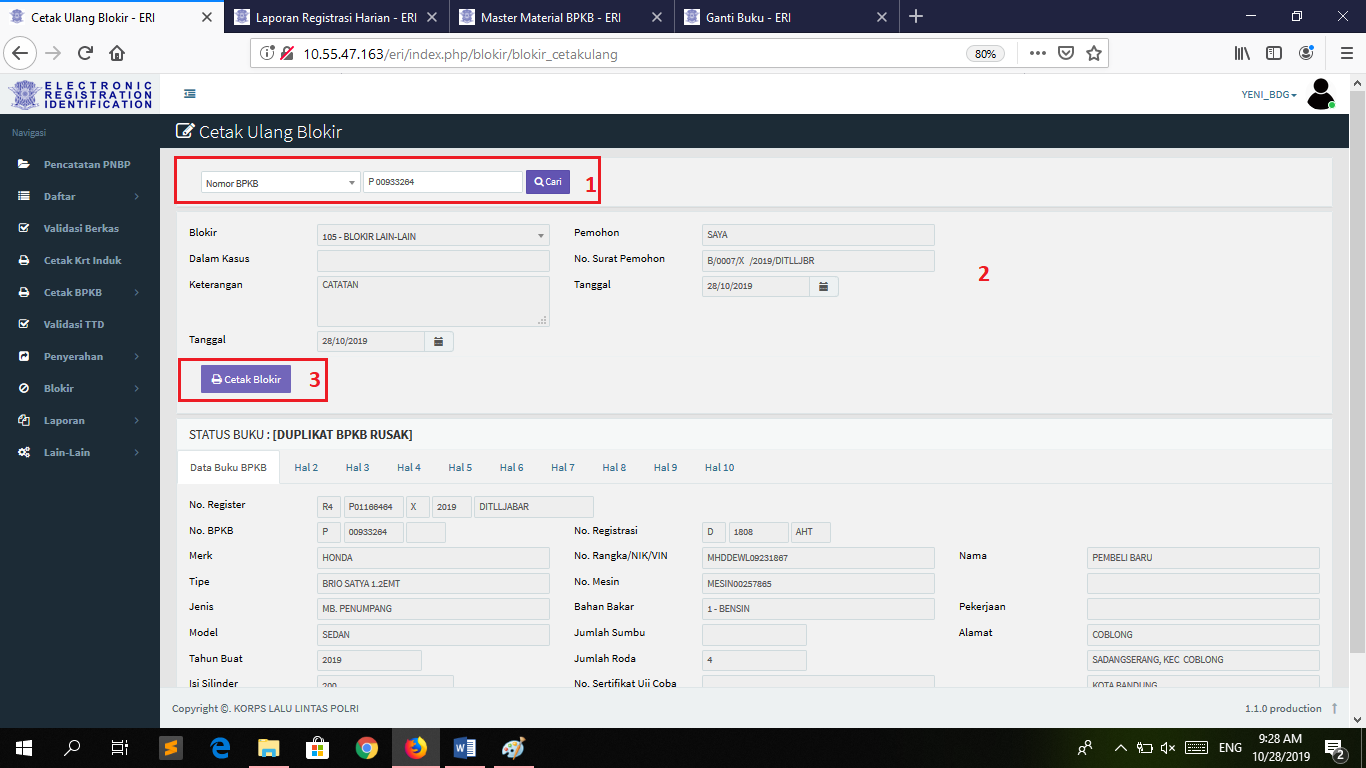 Cetak Ulang Blokir - ERI
Laporan Registrasi Harian - ERI
Master Material BPKB - ERI
Ganti Buku - ERI
10.55.47.163/eri/index.php/blokir/blokir_cetakulang
80%
ELECTRONIC
REGISTRATION
IDENTIFICATION
YENI_BDG
Navigasi
Cetak Ulang Blokir
Pencatatan PNBP
Daftar
Validasi Berkas
Cetak Krt Induk
Cetak BPKB
Validasi TTD
Penyerahan
Blokir
Laporan
Lain-Lain
Nomor BPKB P 00933264 Cari 1
Blokir 105 - BLOKIR LAIN-LAIN Pemohon SAYA
Dalam Kasus No. Surat Pemohon B/0007/X /2019/DITLLJBR
2
Keterangan CATATAN Tanggal 28/10/2019
Tanggal 28/10/2019
Cetak Blokir 3
STATUS BUKU : [DUPLIKAT BPKB RUSAK]
Data Buku BPKB Hal 2 Hal 3 Hal 4 Hal 5 Hal 6 Hal 7 Hal 8 Hal 9 Hal 10
No. Register R4 P01166464 X 2019 DITLLJABAR
No. BPKB P 00933264 No. Registrasi D 1808 AHT
Merk HONDA No. Rangka/NIK/VIN MHDDEWL09231867 Nama PEMBELI BARU
Tipe BRIO SATYA 1.2EMT No. Mesin MESIN00257865
Jenis MB. PENUMPANG Bahan Bakar 1 - BENSIN Pekerjaan
Model SEDAN Jumlah Sumbu Alamat COBLONG
Tahun Buat 2019 Jumlah Roda 4 SADANGSERANG, KEC COBLONG
Isi Silinder 200 No. Sertifikat Uji Coba KOTA BANDUNG
Copyright ©. KORPS LALU LINTAS POLRI 1.1.0 production
ENG
9:28 AM
10/28/2019
2